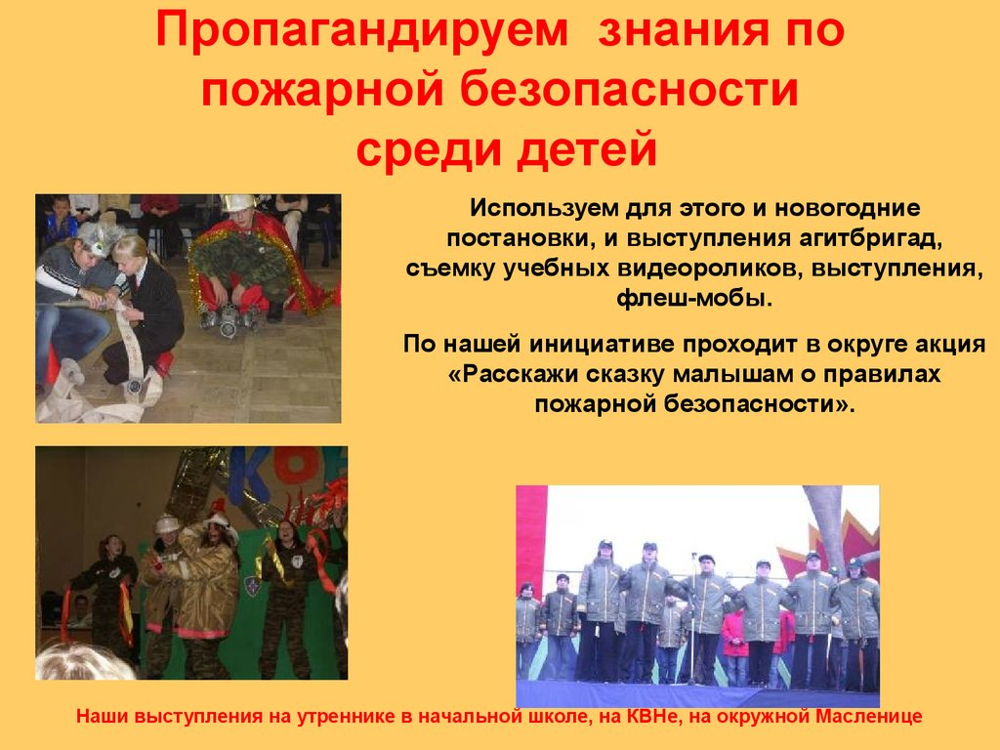 Пропагандируем знания по
пожарной безопасности
среди детей
Используем для этого и новогодние
постановки, и выступления агитбригад,
съемку учебных видеороликов, выступления,
флеш-мобы.
По нашей инициативе проходит в округе акция
«Расскажи сказку малышам о правилах
пожарной безопасности».
КВН
Наши выступления на утреннике в начальной школе, на КВНе, на окружной Масленице